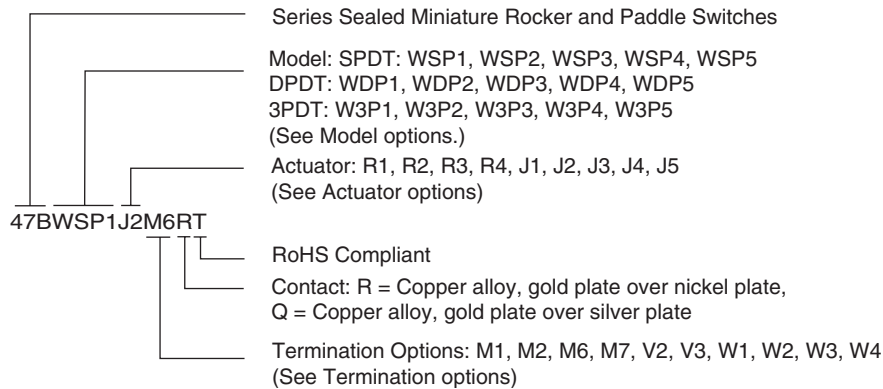 Series Sealed Miniature Rocker and Paddle Switches
Model: SPDT: WSP1, WSP2, WSP3, WSP4, WSP5
DPDT: WDP1, WDP2, WDP3, WDP4, WDP5
3PDT: W3P1, W3P2, W3P3, W3P4, W3P5
(See Model options.)
Actuator: R1, R2, R3, R4, J1, J2, J3, J4, J5
(See Actuator options)
47BWSP1J2M6RT
RoHS Compliant
Contact: R = Copper alloy, gold plate over nickel plate,
Q = Copper alloy, gold plate over silver plate
Termination Options: M1, M2, M6, M7, V2, V3, W1, W2, W3, W4
(See Termination options)